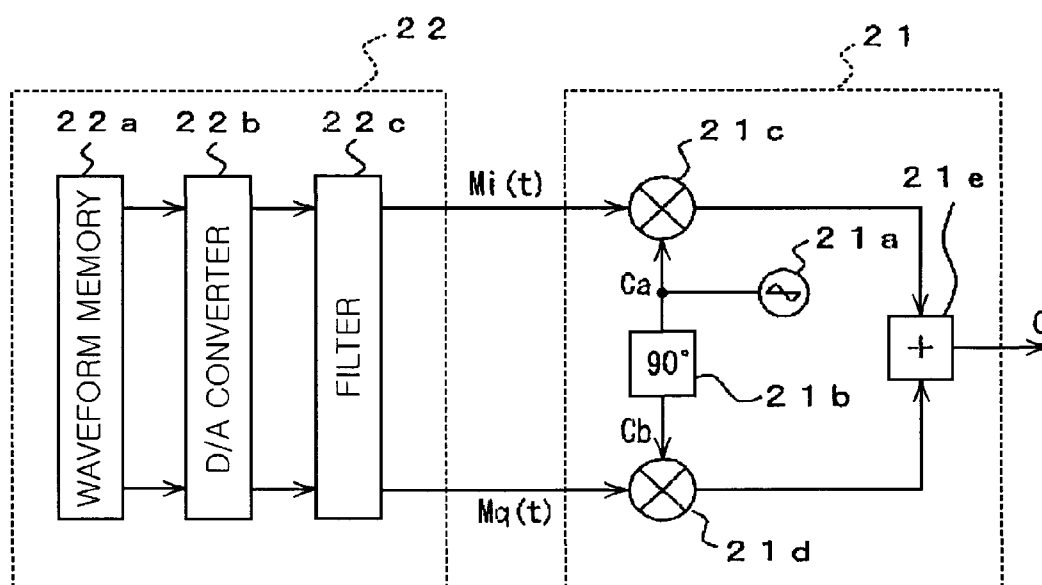 22
21
22a
22b
22c
21c
21e
Mi(t)
21a
Ca
WAVEFORM MEMORY
D/A CONVERTER
FILTER
90°
+
21b
Cb
Mq(t)
21d